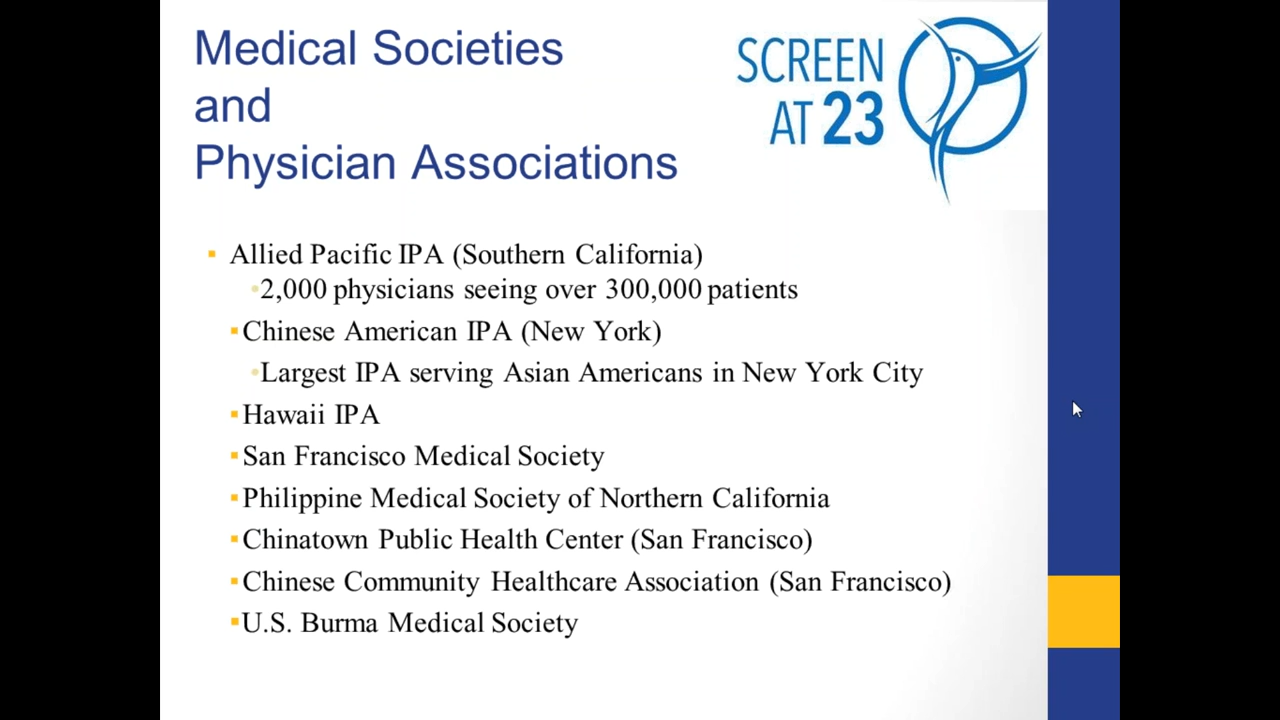 Medical Societies
and
Physician Associations
SCREEN
AT 23
▪ Allied Pacific IPA (Southern California)
•2,000 physicians seeing over 300,000 patients
▪Chinese American IPA (New York)
•Largest IPA serving Asian Americans in New York City
▪Hawaii IPA
▪San Francisco Medical Society
▪Philippine Medical Society of Northern California
▪Chinatown Public Health Center (San Francisco)
▪Chinese Community Healthcare Association (San Francisco)
▪U.S. Burma Medical Society